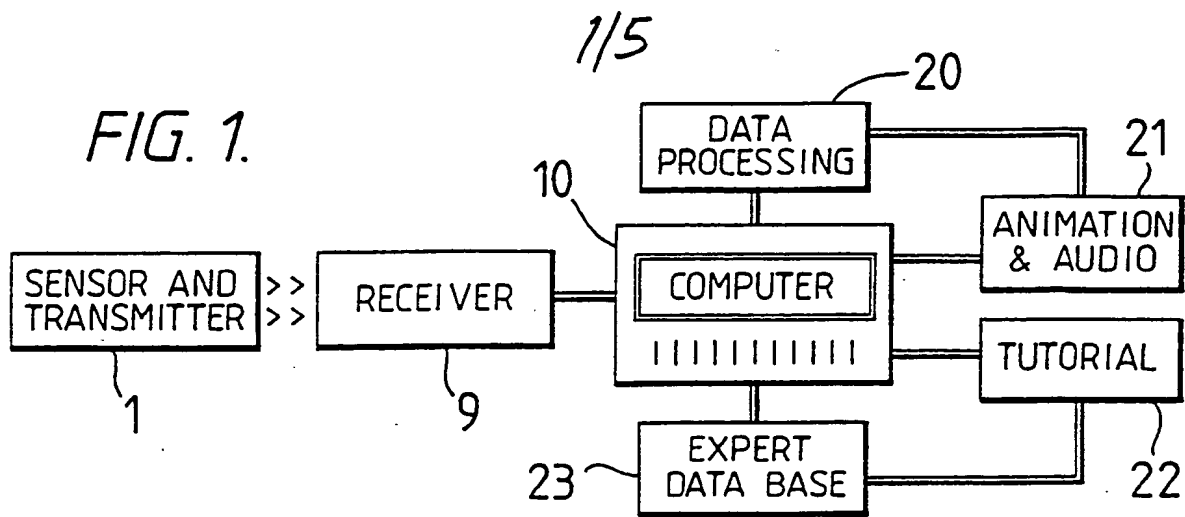 1/5
FIG. 1.
20
DATA
PROCESSING
21
10
ANIMATION
& AUDIO
SENSOR AND
TRANSMITTER
>>
>>
RECEIVER
COMPUTER
TUTORIAL
1
9
EXPERT
DATA BASE
23
22